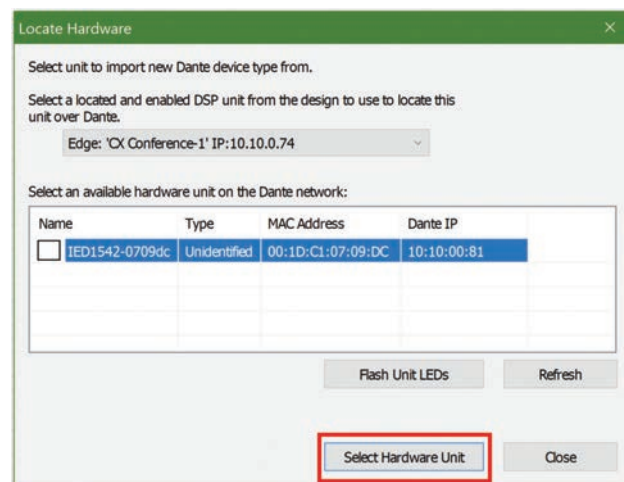 Locate Hardware
Select unit to import new Dante device type from.
Select a located and enabled DSP unit from the design to use to locate this
unit over Dante.
Edge: 'CX Conference-1' IP:10.10.0.74
Select an available hardware unit on the Dante network:
Name Type MAC Address Dante IP
IED1542-0709dc Unidentified 00:1D:C1:07:09:DC 10:10:00:81
Flash Unit LEDs Refresh
Select Hardware Unit Close